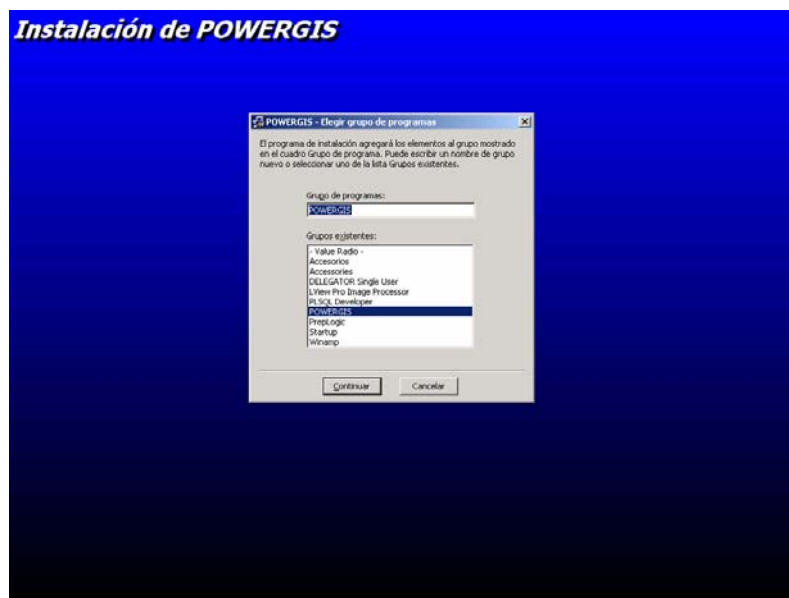 Instalación de POWERGIS
POWERGIS - Elegir grupo de programas
El programa de instalación agregará los elementos al grupo mostrado
en el cuadro Grupo de programa. Puede escribir un nombre de grupo
nuevo o seleccionar uno de la lista Grupos existentes.
Grupo de programas:
POWERGIS
Grupos existentes:
- Value Radio -
Accesorios
Accessories
DELEGATOR Single User
LView Pro Image Processor
PLSQL Developer
POWERGIS
PrepLogic
Startup
Winamp
Continuar
Cancelar